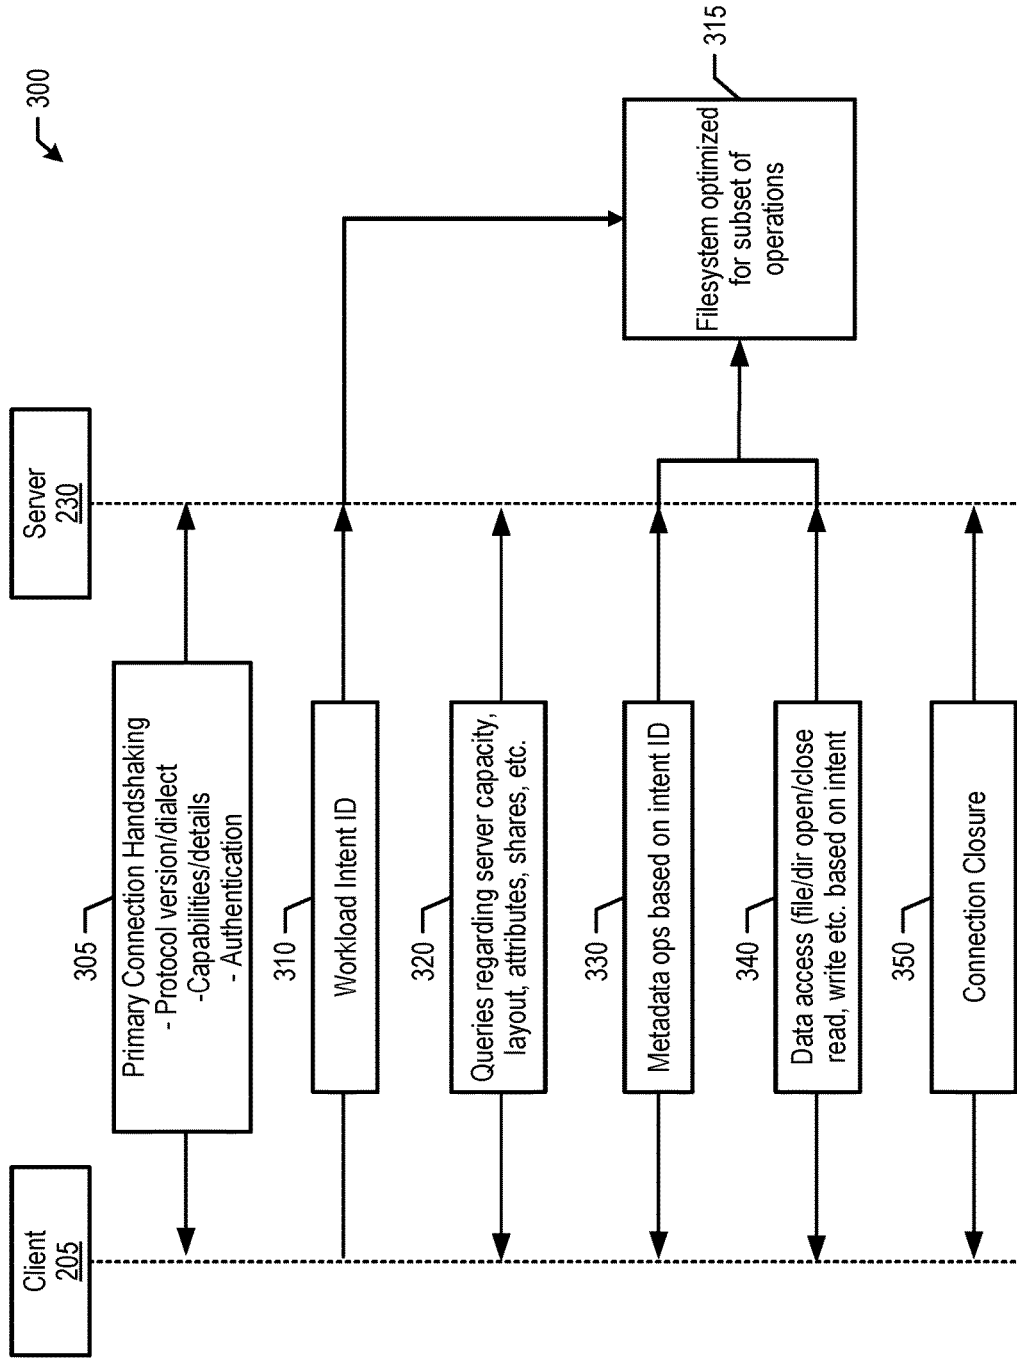 300
Client
205
Server
230
305
Primary Connection Handshaking
- Protocol version/dialect
-Capabilities/details
- Authentication
310
Workload Intent ID
315
Filesystem optimized
for subset of
operations
320
Queries regarding server capacity,
layout, attributes, shares, etc.
330
Metadata ops based on intent ID
340
Data access (file/dir open/close
read, write etc. based on intent
350
Connection Closure